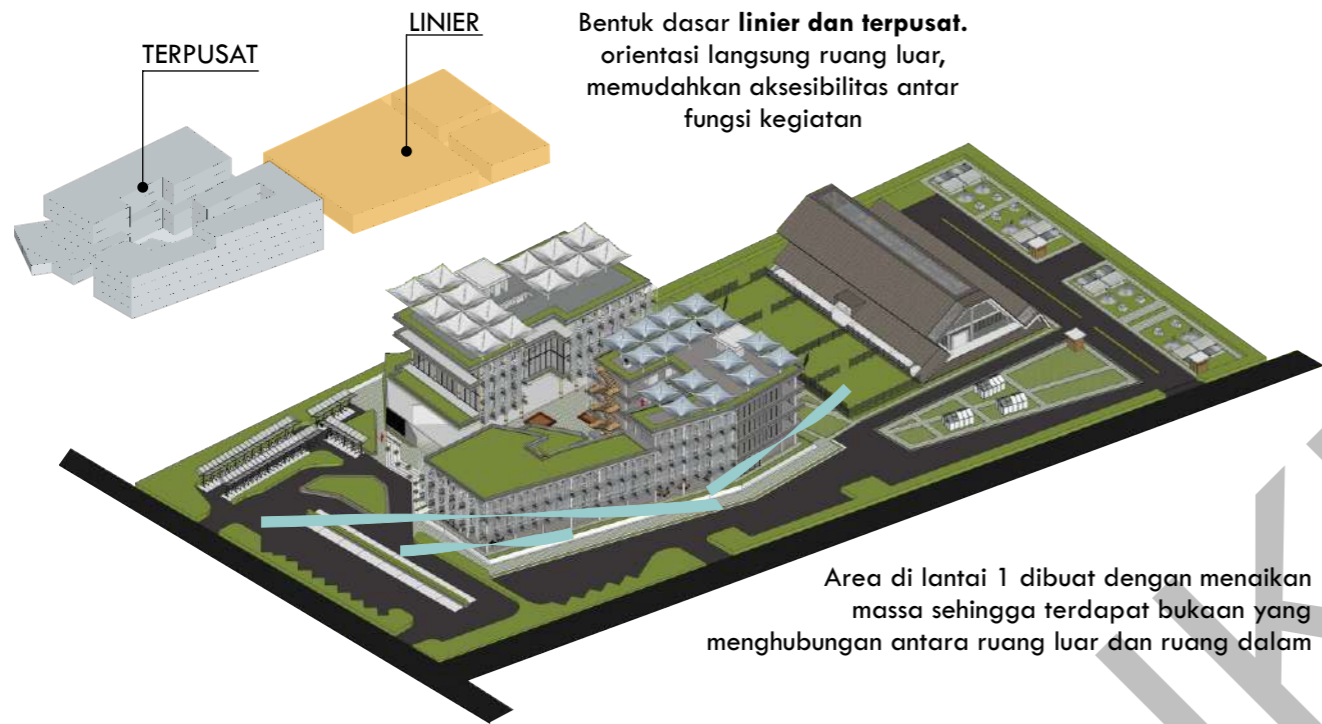 TERPUSAT
LINIER
Bentuk dasar linier dan terpusat.
orientasi langsung ruang luar,
memudahkan aksesibilitas antar
fungsi kegiatan
Area di lantai 1 dibuat dengan menaikan
massa sehingga terdapat bukaan yang
menghubungan antara ruang luar dan ruang dalam